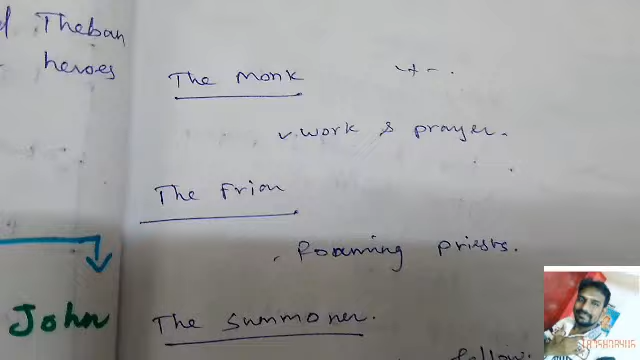 Theban
heroes
The Monk
work & prayer.
The Friar
Roaming priests.
John
The Summoner.